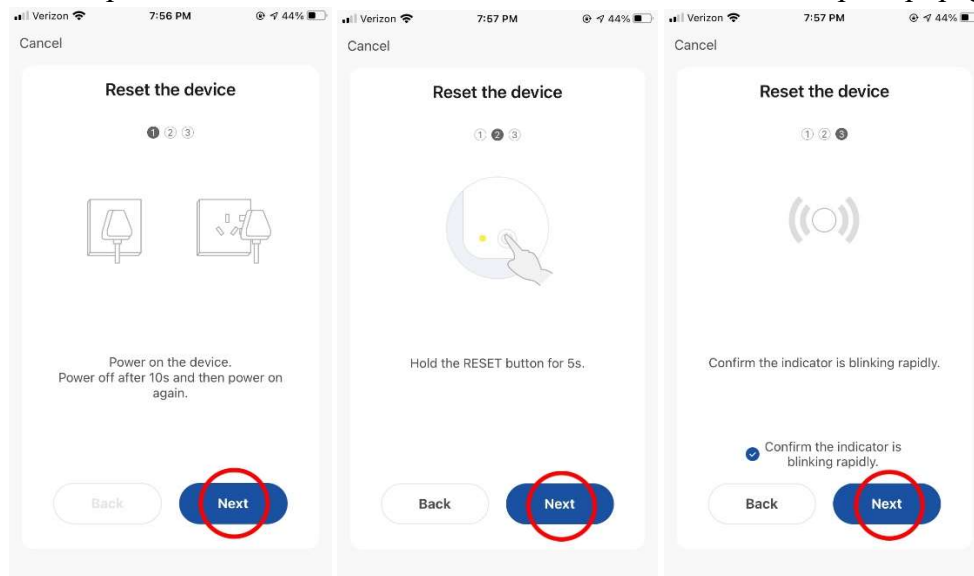 Verizon 7:56 PM 44%
Cancel
Reset the device
1 2 3
Power on the device.
Power off after 10s and then power on
again.
Back Next
Verizon 7:57 PM 44%
Cancel
Reset the device
1 2 3
Hold the RESET button for 5s.
Back Next
Verizon 7:57 PM 44%
Cancel
Reset the device
1 2 3
Confirm the indicator is blinking rapidly.
Confirm the indicator is
blinking rapidly.
Back Next